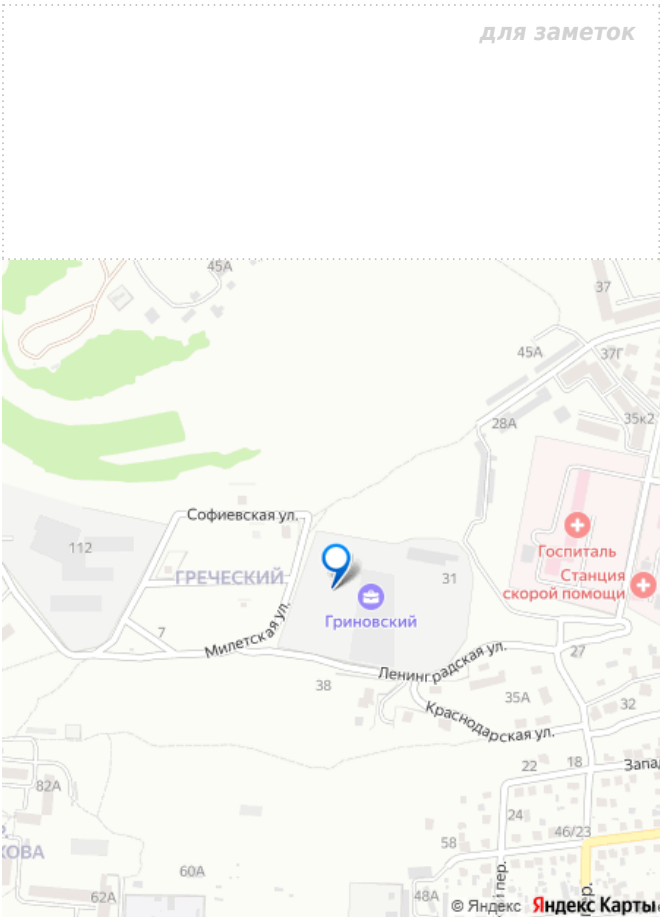 для заметок
45А
37
45А
37Г
35к2
28А
Софиевская ул.
112
Госпиталь
ГРЕЧЕСКИЙ
31
Станция
скорой помощи
Гриновский
7
Милетская ул.
27
Ленинградская ул.
38
35А
32
Краснодарская ул.
22
18
Запад
82А
24
46/23
КОВА
58
60А
62А
48А
й пер.
© Яндекс
Яндекс Карты